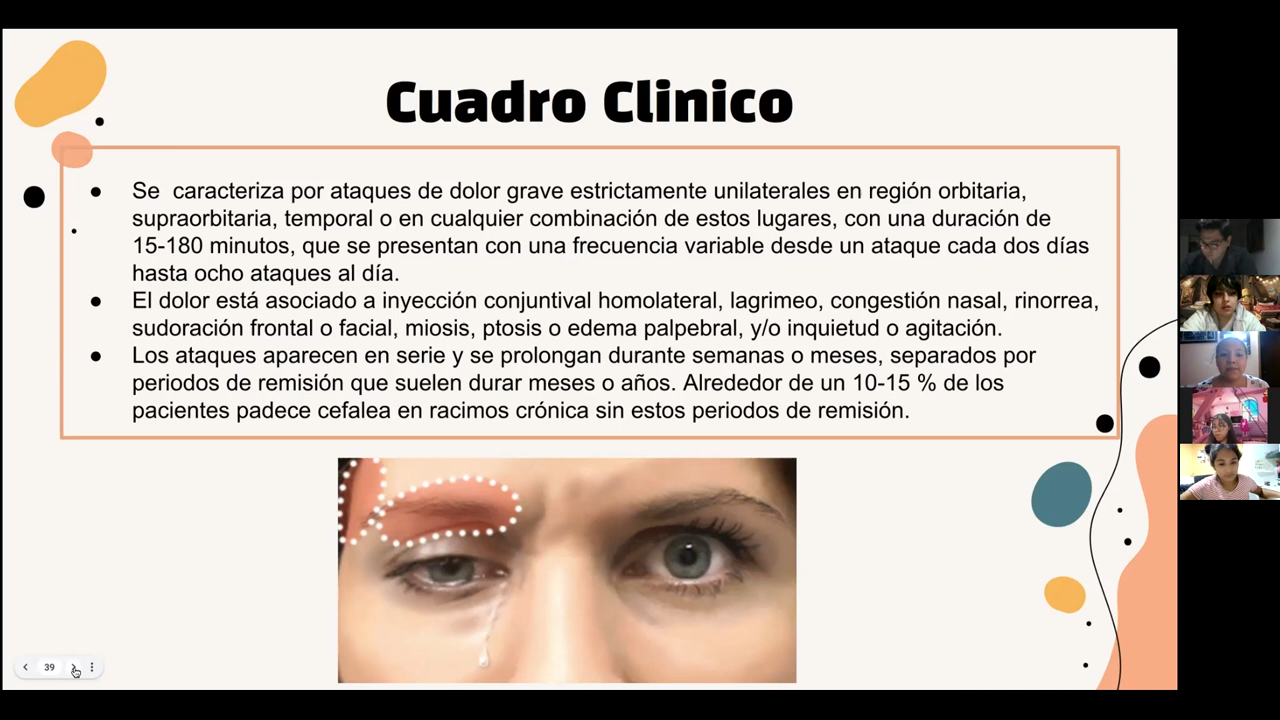 Cuadro Clinico
● Se caracteriza por ataques de dolor grave estrictamente unilaterales en región orbitaria,
supraorbitaria, temporal o en cualquier combinación de estos lugares, con una duración de
15-180 minutos, que se presentan con una frecuencia variable desde un ataque cada dos días
hasta ocho ataques al día.
● El dolor está asociado a inyección conjuntival homolateral, lagrimeo, congestión nasal, rinorrea,
sudoración frontal o facial, miosis, ptosis o edema palpebral, y/o inquietud o agitación.
● Los ataques aparecen en serie y se prolongan durante semanas o meses, separados por
periodos de remisión que suelen durar meses o años. Alrededor de un 10-15 % de los
pacientes padece cefalea en racimos crónica sin estos periodos de remisión.
39